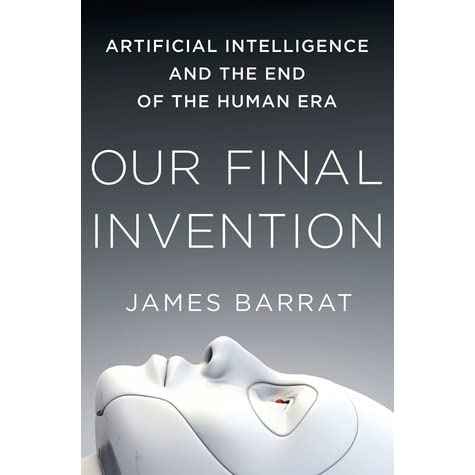 ARTIFICIAL INTELLIGENCE
AND THE END
OF THE HUMAN ERA
OUR FINAL
INVENTION
JAMES BARRAT